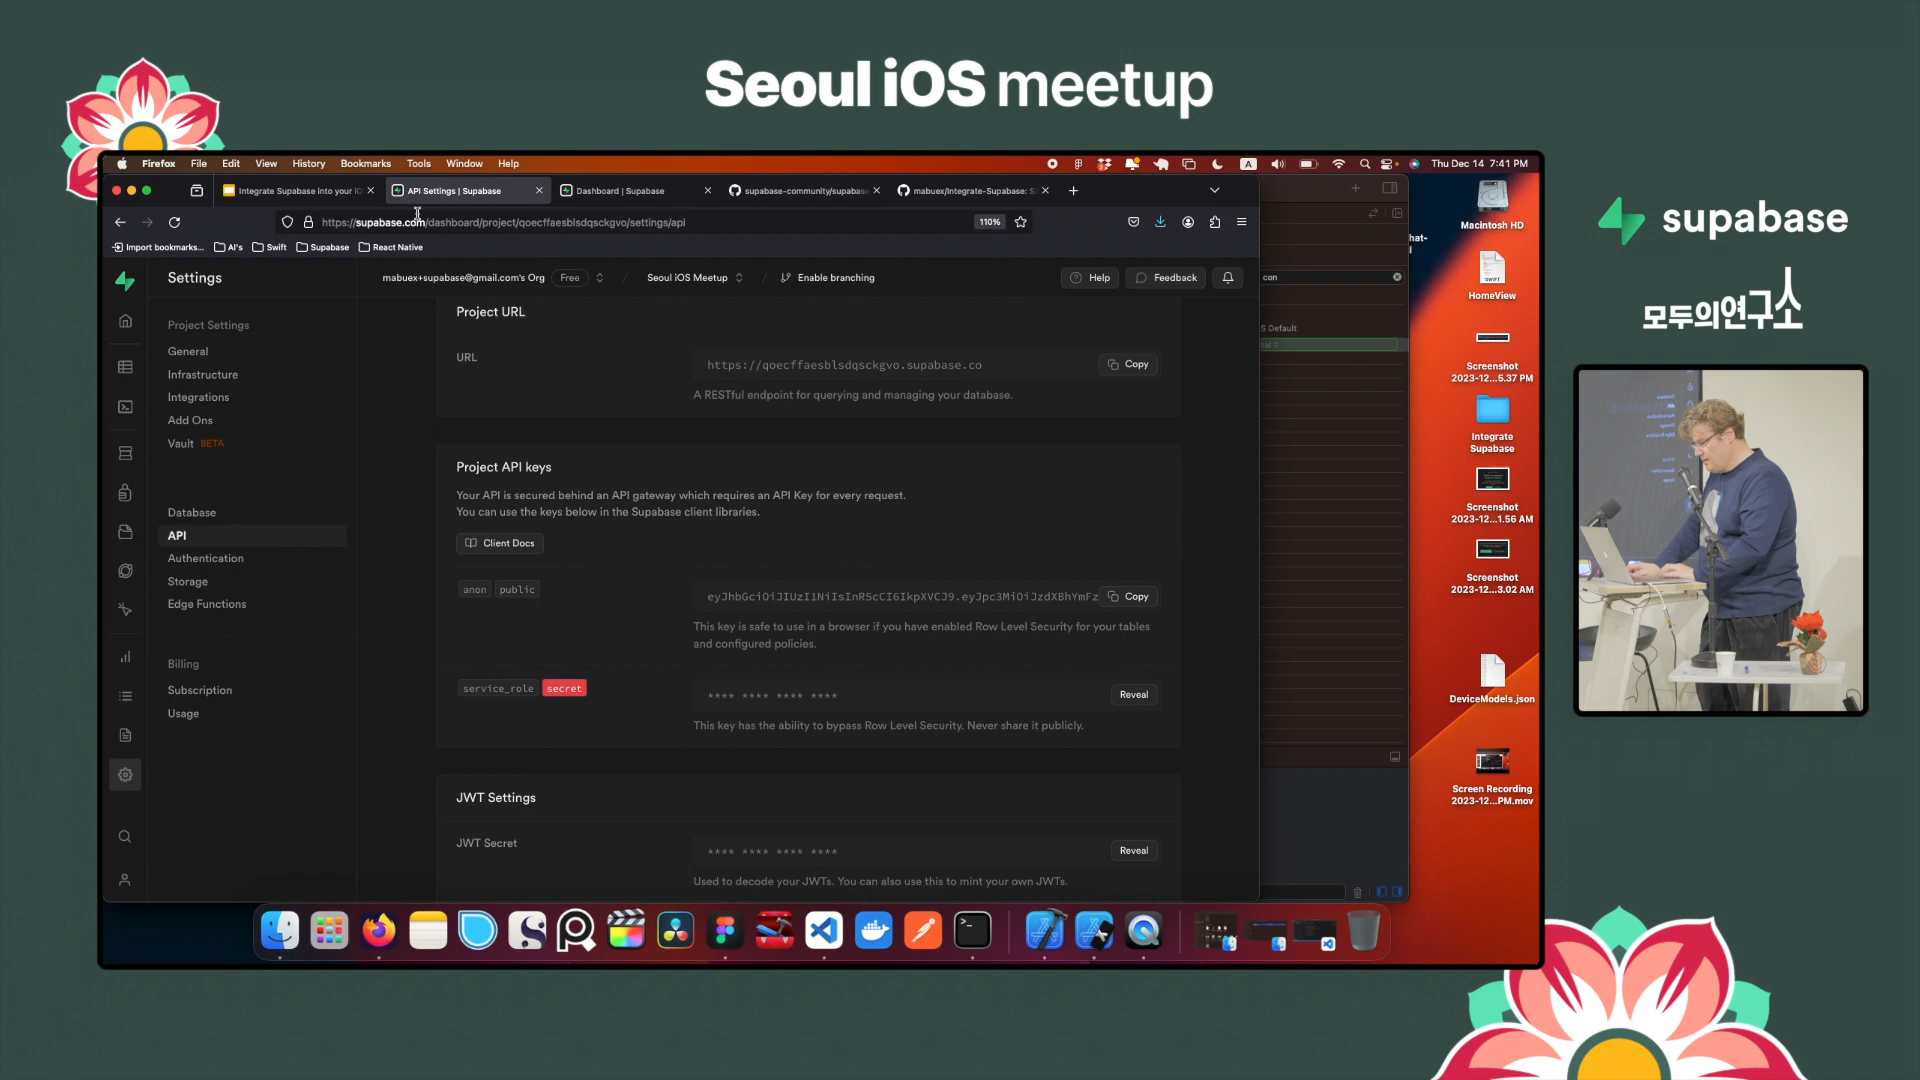 Seoul iOS meetup
Firefox File Edit View History Bookmarks Tools Window Help
A
Thu Dec 14 7:41 PM
Integrate Supabase into your iO
API Settings | Supabase
Dashboard | Supabase
supabase-community/supabase
mabuex/Integrate-Supabase: S
https://supabase.com/dashboard/project/qoecffaesblsdqsckgvo/settings/api
110%
Import bookmarks... AI's Swift Supabase React Native
Settings
mabuex+supabase@gmail.com's Org Free / Seoul iOS Meetup / Enable branching
Help
Feedback
Project Settings
General
Infrastructure
Integrations
Add Ons
Vault BETA
Database
API
Authentication
Storage
Edge Functions
Billing
Subscription
Usage
Project URL
URL
https://qoecffaesblsdqsckgvo.supabase.co
Copy
A RESTful endpoint for querying and managing your database.
Project API keys
Your API is secured behind an API gateway which requires an API Key for every request.
You can use the keys below in the Supabase client libraries.
Client Docs
anon public
eyJhbGciOiJIUzI1NiIsInR5cCI6IkpXVCJ9.eyJpc3MiOiJzdXBhYmFz
Copy
This key is safe to use in a browser if you have enabled Row Level Security for your tables
and configured policies.
service_role secret
**** **** **** ****
Reveal
This key has the ability to bypass Row Level Security. Never share it publicly.
JWT Settings
JWT Secret
**** **** **** ****
Reveal
Used to decode your JWTs. You can also use this to mint your own JWTs.
hat-
con
S Default
Macintosh HD
SWIFT
HomeView
Screenshot
2023-12...5.37 PM
Integrate
Supabase
Screenshot
2023-12...1.56 AM
Screenshot
2023-12...3.02 AM
DeviceModels.json
Screen Recording
2023-12...PM.mov
supabase
모두의연구소